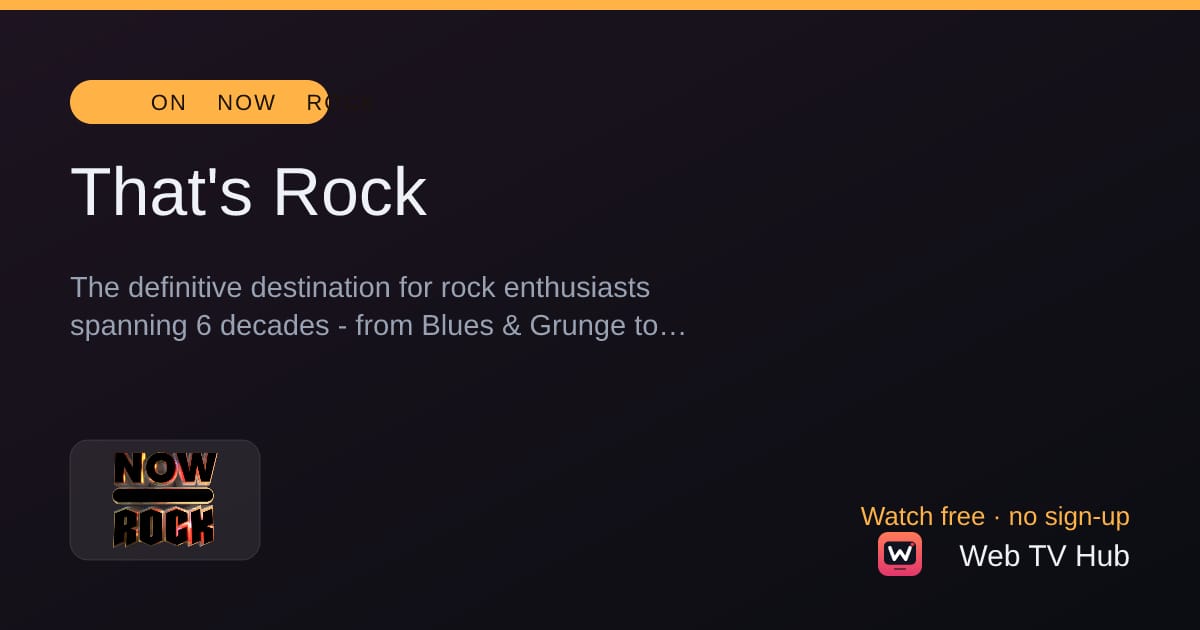 ON NOW ROCK
That's Rock
The definitive destination for rock enthusiasts
spanning 6 decades - from Blues & Grunge to…
NOW
ROCK
Watch free · no sign-up
W
Web TV Hub